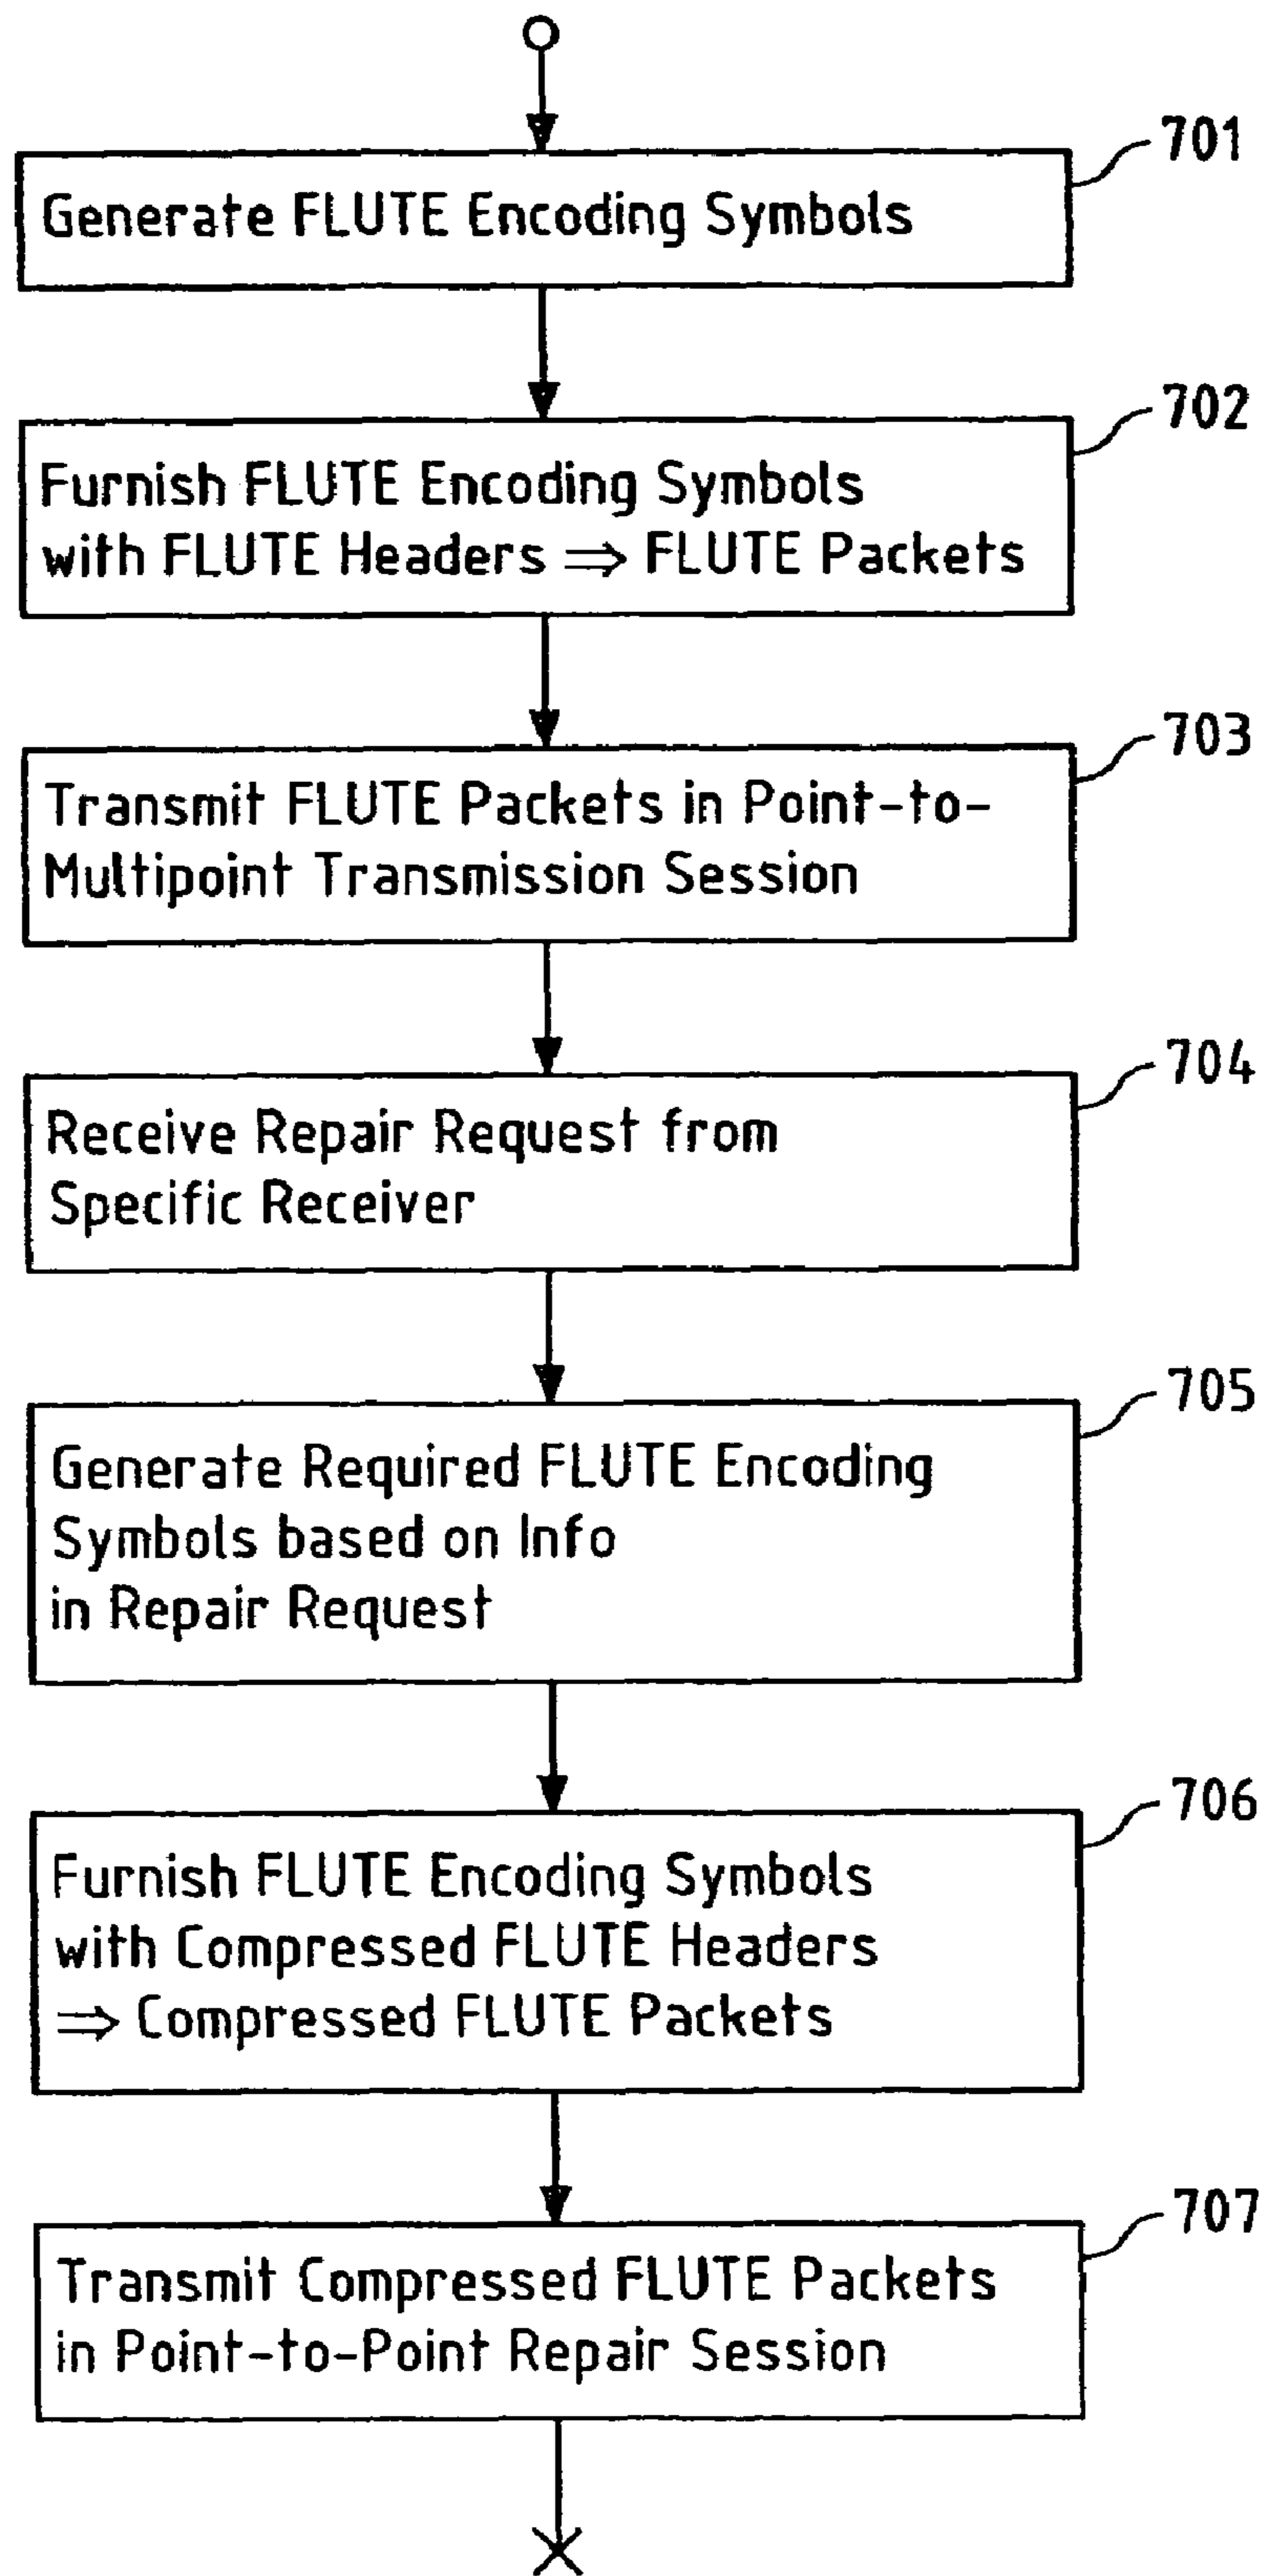 701
Generate FLUTE Encoding Symbols
702
Furnish FLUTE Encoding Symbols
with FLUTE Headers ⇒ FLUTE Packets
703
Transmit FLUTE Packets in Point-to-
Multipoint Transmission Session
704
Receive Repair Request from
Specific Receiver
705
Generate Required FLUTE Encoding
Symbols based on Info
in Repair Request
706
Furnish FLUTE Encoding Symbols
with Compressed FLUTE Headers
⇒ Compressed FLUTE Packets
707
Transmit Compressed FLUTE Packets
in Point-to-Point Repair Session